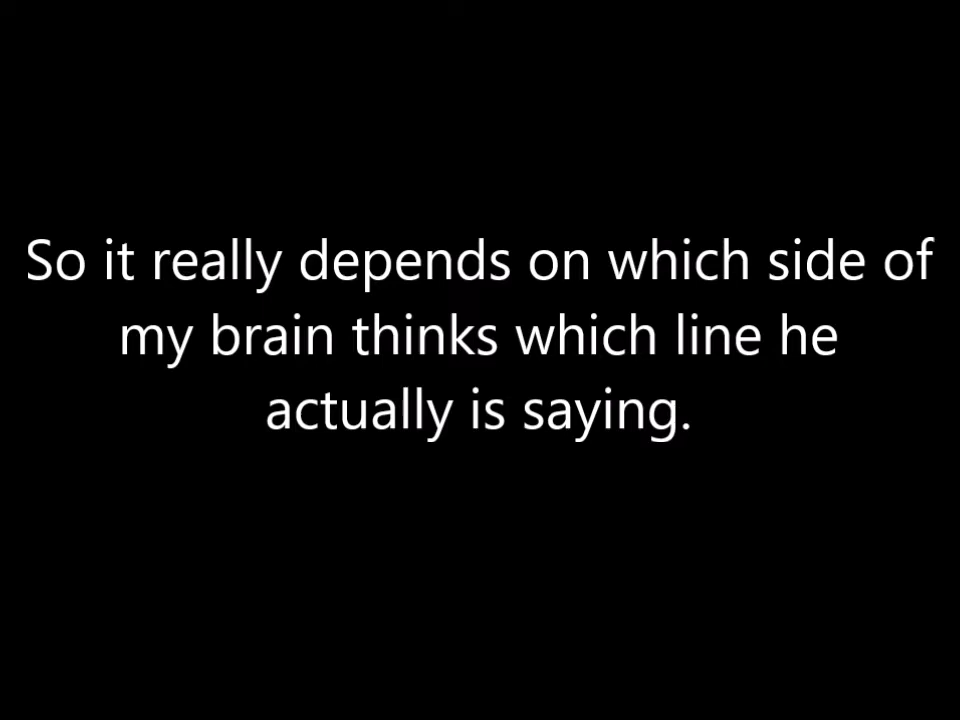 So it really depends on which side of
my brain thinks which line he
actually is saying.